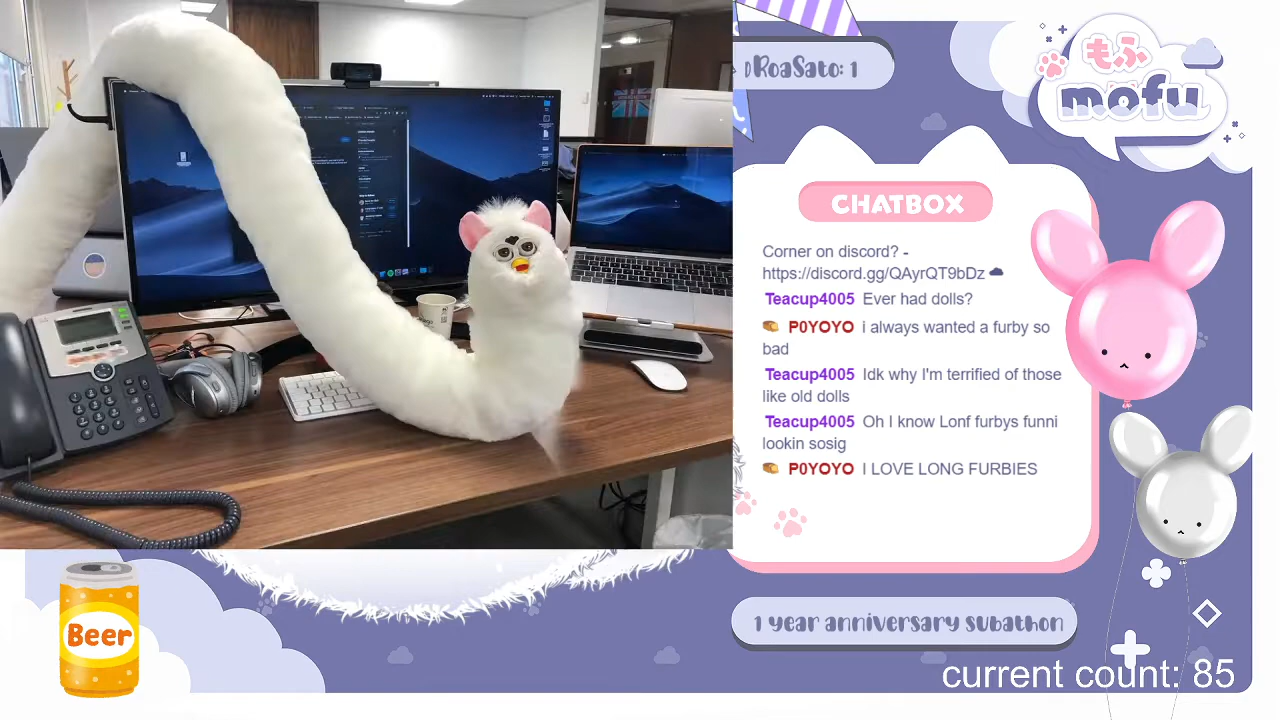 RoaSato: 1
もふ
mofu
CHATBOX
Corner on discord? -
https://discord.gg/QAyrQT9bDz
Teacup4005 Ever had dolls?
P0YOYO i always wanted a furby so
bad
Teacup4005 Idk why I'm terrified of those
like old dolls
Teacup4005 Oh I know Lonf furbys funni
lookin sosig
P0YOYO I LOVE LONG FURBIES
Beer
1 year anniversary subathon
current count: 85